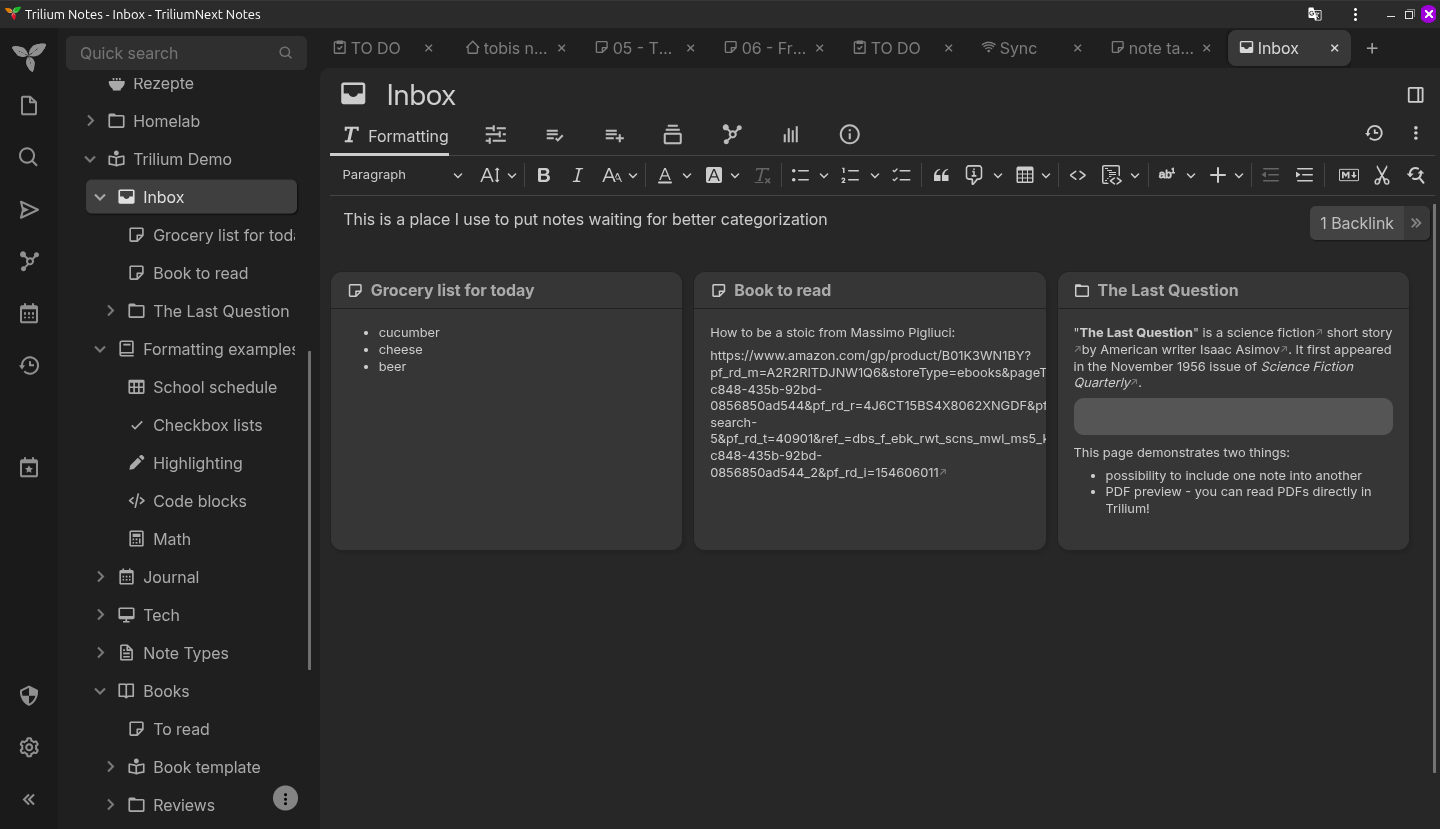 Trilium Notes - Inbox - TriliumNext Notes
Quick search
TO DO
tobis n...
05 - T...
06 - Fr...
TO DO
Sync
note ta...
Inbox
Rezepte
Homelab
Trilium Demo
Inbox
Grocery list for toda
Book to read
The Last Question
Formatting examples
School schedule
Checkbox lists
Highlighting
Code blocks
Math
Journal
Tech
Note Types
Books
To read
Book template
Reviews
Inbox
Formatting
Paragraph
This is a place I use to put notes waiting for better categorization
1 Backlink
Grocery list for today
• cucumber
• cheese
• beer
Book to read
How to be a stoic from Massimo Pigliuci:
https://www.amazon.com/gp/product/B01K3WN1BY?
pf_rd_m=A2R2RITDJNW1Q6&storeType=ebooks&pageT
c848-435b-92bd-
0856850ad544&pf_rd_r=4J6CT15BS4X8062XNGDF&pf
search-
5&pf_rd_t=40901&ref_=dbs_f_ebk_rwt_scns_mwl_ms5_k
c848-435b-92bd-
0856850ad544_2&pf_rd_i=154606011
The Last Question
"The Last Question" is a science fiction short story
by American writer Isaac Asimov. It first appeared
in the November 1956 issue of Science Fiction
Quarterly.
This page demonstrates two things:
• possibility to include one note into another
• PDF preview - you can read PDFs directly in
Trilium!